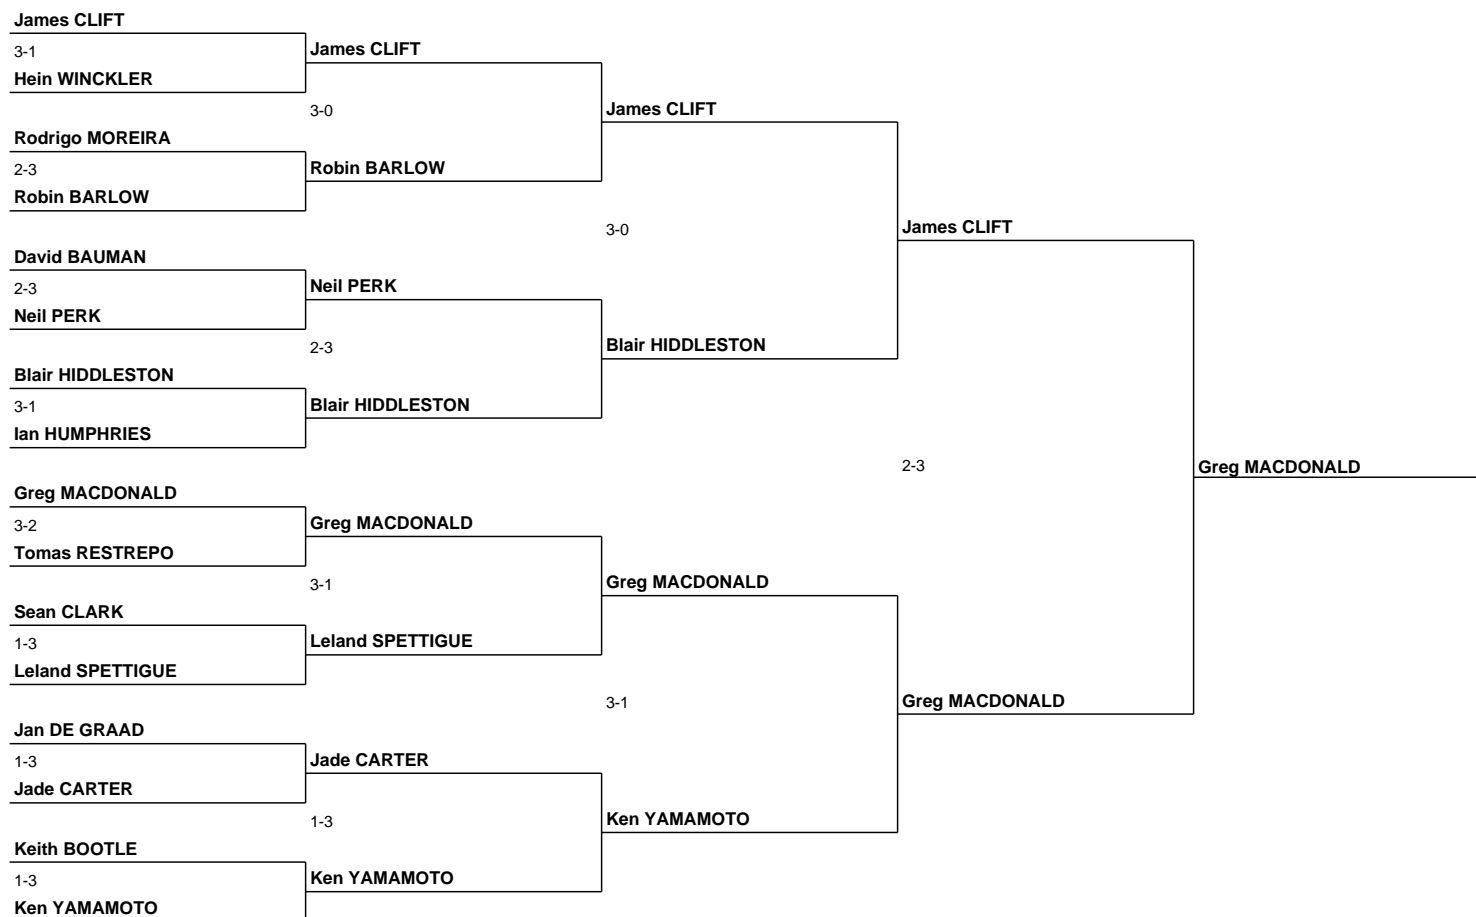 James CLIFT
3-1
Hein WINCKLER
Rodrigo MOREIRA
2-3
Robin BARLOW
David BAUMAN
2-3
Neil PERK
Blair HIDDLESTON
3-1
Ian HUMPHRIES
Greg MACDONALD
3-2
Tomas RESTREPO
Sean CLARK
1-3
Leland SPETTIGUE
Jan DE GRAAD
1-3
Jade CARTER
Keith BOOTLE
1-3
Ken YAMAMOTO
James CLIFT
3-0
Robin BARLOW
Neil PERK
2-3
Blair HIDDLESTON
Greg MACDONALD
3-1
Leland SPETTIGUE
Jade CARTER
1-3
Ken YAMAMOTO
James CLIFT
3-0
Blair HIDDLESTON
Greg MACDONALD
3-1
Ken YAMAMOTO
James CLIFT
2-3
Greg MACDONALD
Greg MACDONALD